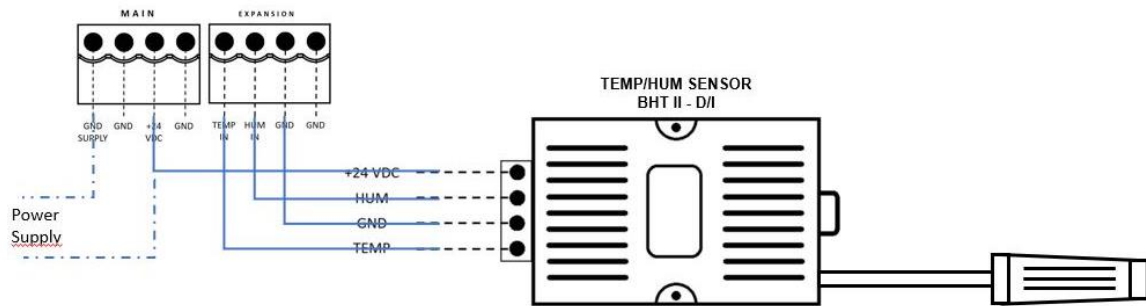 MAIN
EXPANSION
GND SUPPLY
GND
+24 VDC
GND
TEMP IN
HUM IN
GND
GND
TEMP/HUM SENSOR
BHT II - D/I
+24 VDC
HUM
GND
TEMP
Power
Supply